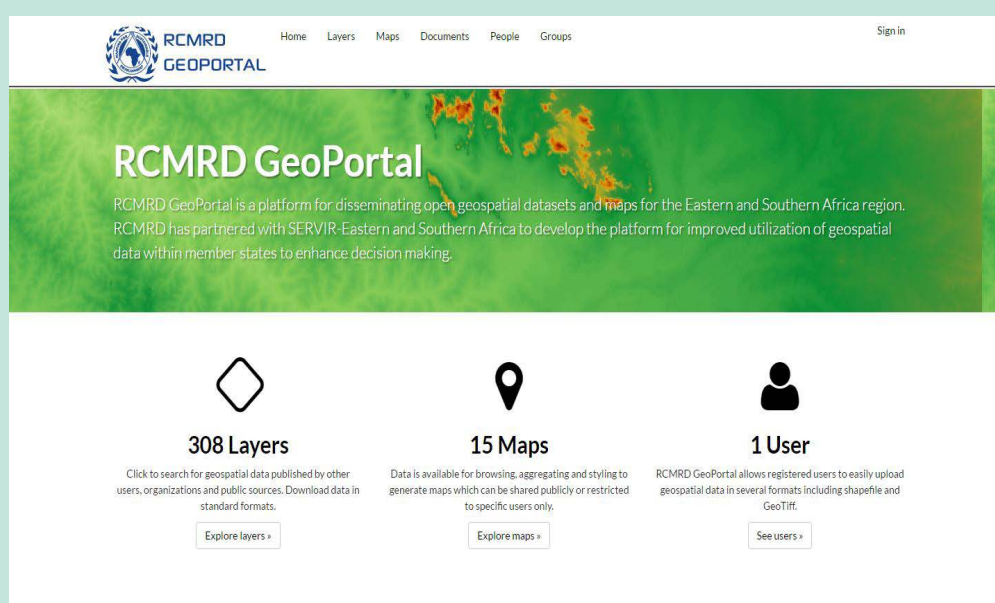 RCMRD
GEOPORTAL
Home Layers Maps Documents People Groups
Sign in
RCMRD GeoPortal
RCMRD GeoPortal is a platform for disseminating open geospatial datasets and maps for the Eastern and Southern Africa region.
RCMRD has partnered with SERVIR-Eastern and Southern Africa to develop the platform for improved utilization of geospatial
data within member states to enhance decision making.
308 Layers
Click to search for geospatial data published by other
users, organizations and public sources. Download data in
standard formats.
Explore layers »
15 Maps
Data is available for browsing, aggregating and styling to
generate maps which can be shared publicly or restricted
to specific users only.
Explore maps »
1 User
RCMRD GeoPortal allows registered users to easily upload
geospatial data in several formats including shapefile and
GeoTiff.
See users »